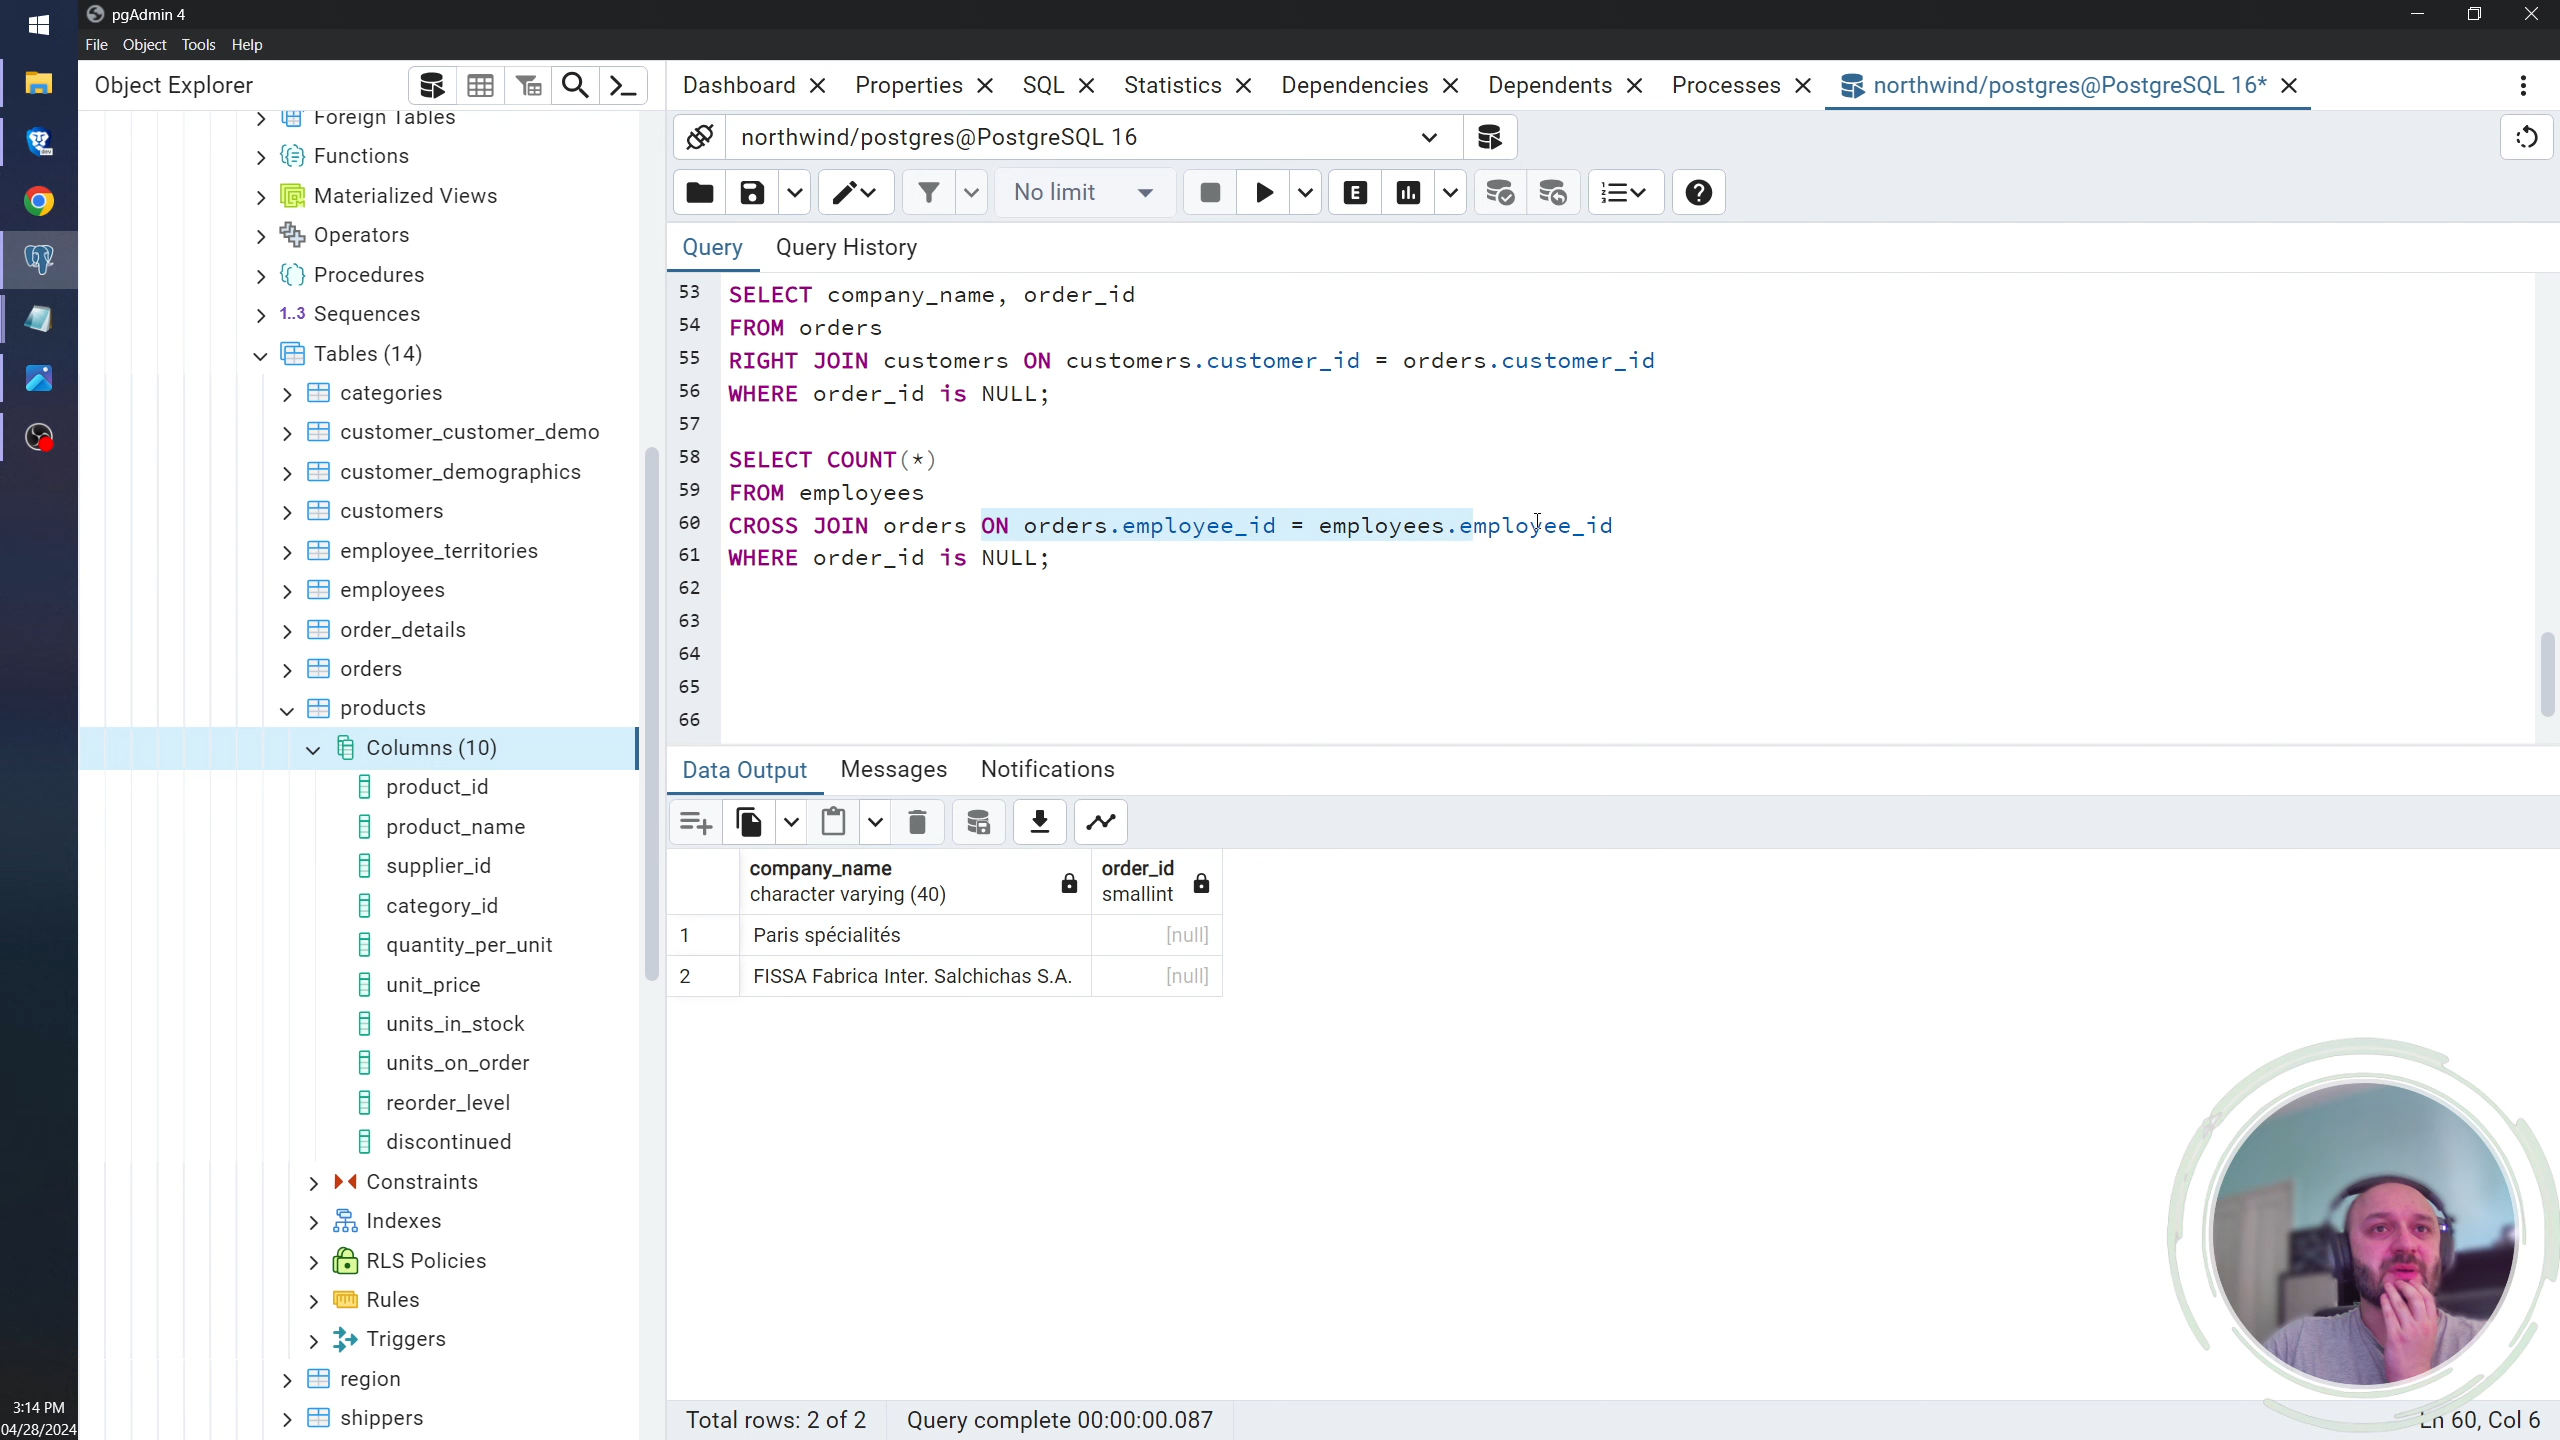 pgAdmin 4
File Object Tools Help
Object Explorer
Dashboard Properties SQL Statistics Dependencies Dependents Processes northwind/postgres@PostgreSQL 16*
northwind/postgres@PostgreSQL 16
No limit
E
Query Query History
Foreign Tables
Functions
Materialized Views
Operators
Procedures
1..3 Sequences
Tables (14)
categories
customer_customer_demo
customer_demographics
customers
employee_territories
employees
order_details
orders
products
Columns (10)
product_id
product_name
supplier_id
category_id
quantity_per_unit
unit_price
units_in_stock
units_on_order
reorder_level
discontinued
Constraints
Indexes
RLS Policies
Rules
Triggers
region
shippers
53 SELECT company_name, order_id
54 FROM orders
55 RIGHT JOIN customers ON customers.customer_id = orders.customer_id
56 WHERE order_id is NULL;
57
58 SELECT COUNT(*)
59 FROM employees
60 CROSS JOIN orders ON orders.employee_id = employees.employee_id
61 WHERE order_id is NULL;
62
63
64
65
66
Data Output Messages Notifications
company_name order_id
character varying (40) smallint
1 Paris spécialités [null]
2 FISSA Fabrica Inter. Salchichas S.A. [null]
Total rows: 2 of 2 Query complete 00:00:00.087 Ln 60, Col 6
3:14 PM
04/28/2024